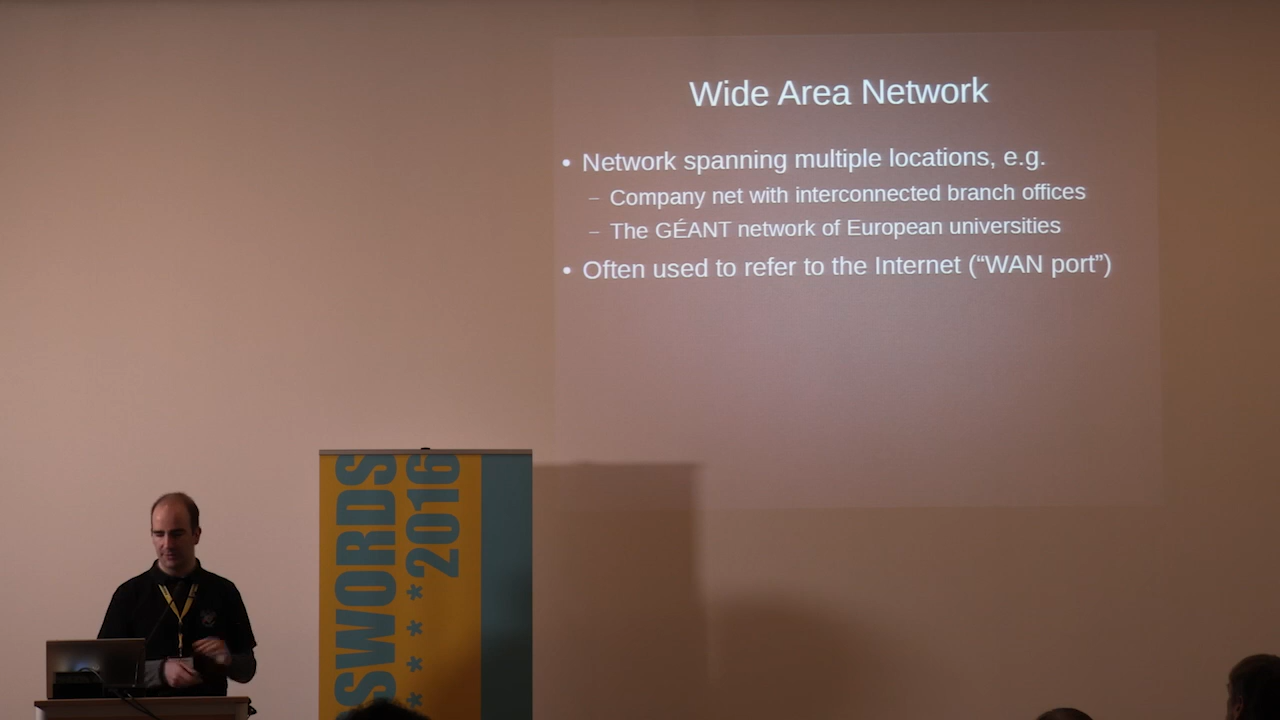 Wide Area Network
• Network spanning multiple locations, e.g.
– Company net with interconnected branch offices
– The GÉANT network of European universities
• Often used to refer to the Internet (“WAN port”)
SWORDS
* * * * 2016